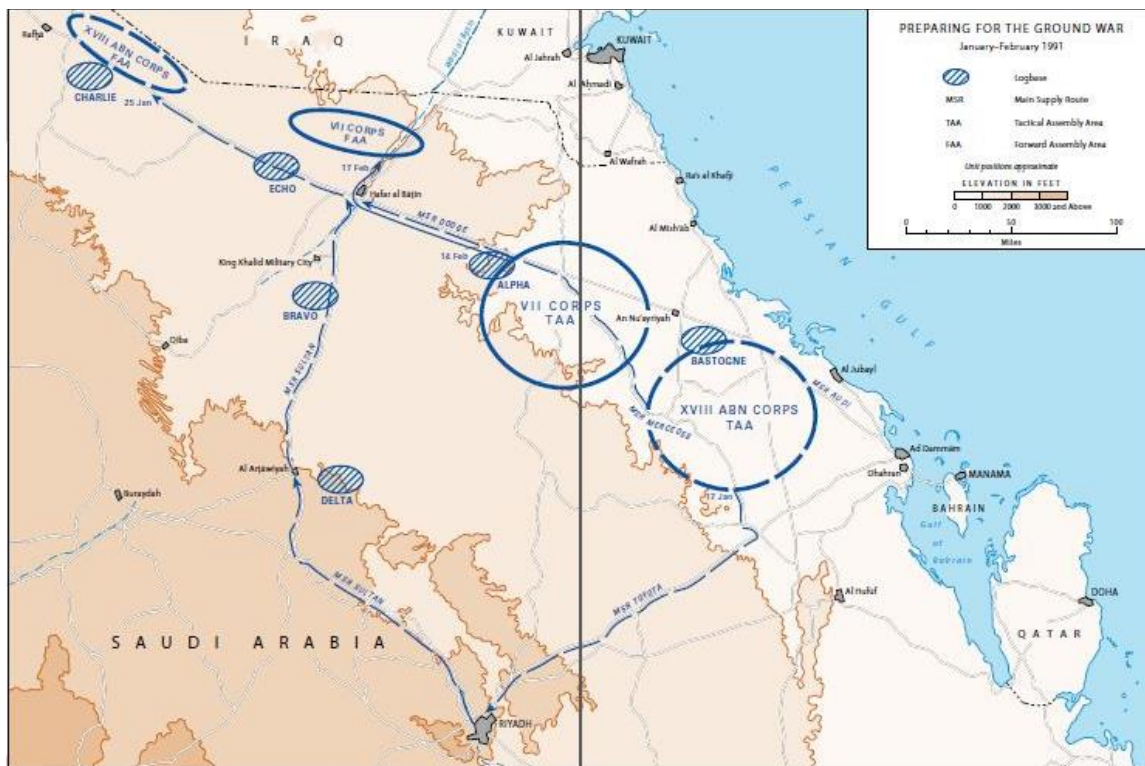 PREPARING FOR THE GROUND WAR
January–February 1991
Logbase
MSR Main Supply Route
TAA Tactical Assembly Area
FAA Forward Assembly Area
Unit positions approximate
ELEVATION IN FEET
0 1000 2000 3000 and Above
0 50 100
Miles
Rafha
XVIII ABN CORPS
FAA
CHARLIE
25 Jan
IRAQ
KUWAIT
KUWAIT
Al Jahrah
Al Ahmadi
VII CORPS
FAA
17 Feb
ECHO
Hafar al Batin
Al Wafrah
Ra's al Khafji
PERSIAN GULF
MSR DODGE
Al Mish'ab
King Khalid Military City
14 Feb
ALPHA
BRAVO
VII CORPS
TAA
An Nu'ayriyah
BASTOGNE
MSR SULTAN
MSR AUDI
Al Jubayl
XVIII ABN CORPS
TAA
MSR MERCEDES
Al Artawiyah
Ad Dammam
Dhahran
MANAMA
Buraydah
DELTA
17 Jan
BAHRAIN
Gulf
of
Bahrain
MSR SULTAN
MSR TOYOTA
Al Hufuf
DOHA
QATAR
SAUDI ARABIA
RIYADH